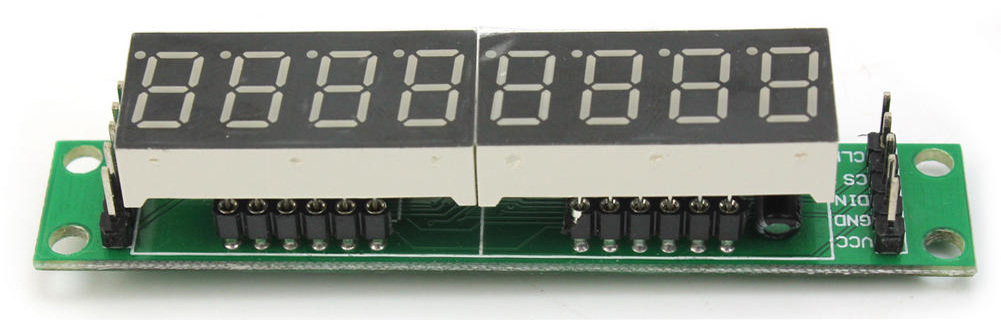 CLK
CS
DIN
GND
VCC